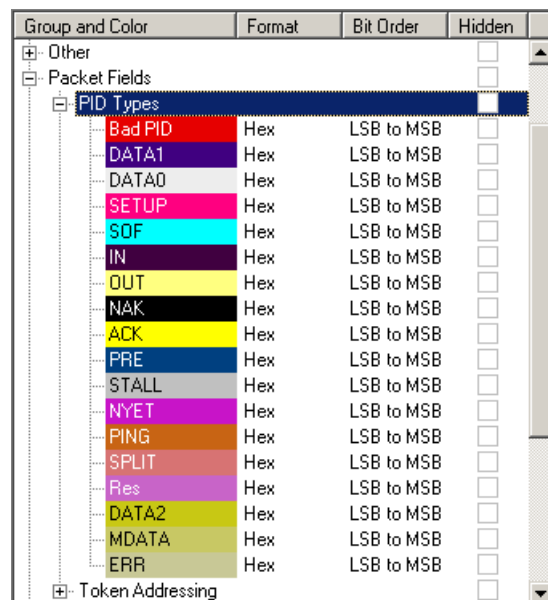 Group and Color Format Bit Order Hidden
Other
Packet Fields
PID Types
Bad PID Hex LSB to MSB
DATA1 Hex LSB to MSB
DATA0 Hex LSB to MSB
SETUP Hex LSB to MSB
SOF Hex LSB to MSB
IN Hex LSB to MSB
OUT Hex LSB to MSB
NAK Hex LSB to MSB
ACK Hex LSB to MSB
PRE Hex LSB to MSB
STALL Hex LSB to MSB
NYET Hex LSB to MSB
PING Hex LSB to MSB
SPLIT Hex LSB to MSB
Res Hex LSB to MSB
DATA2 Hex LSB to MSB
MDATA Hex LSB to MSB
ERR Hex LSB to MSB
Token Addressing